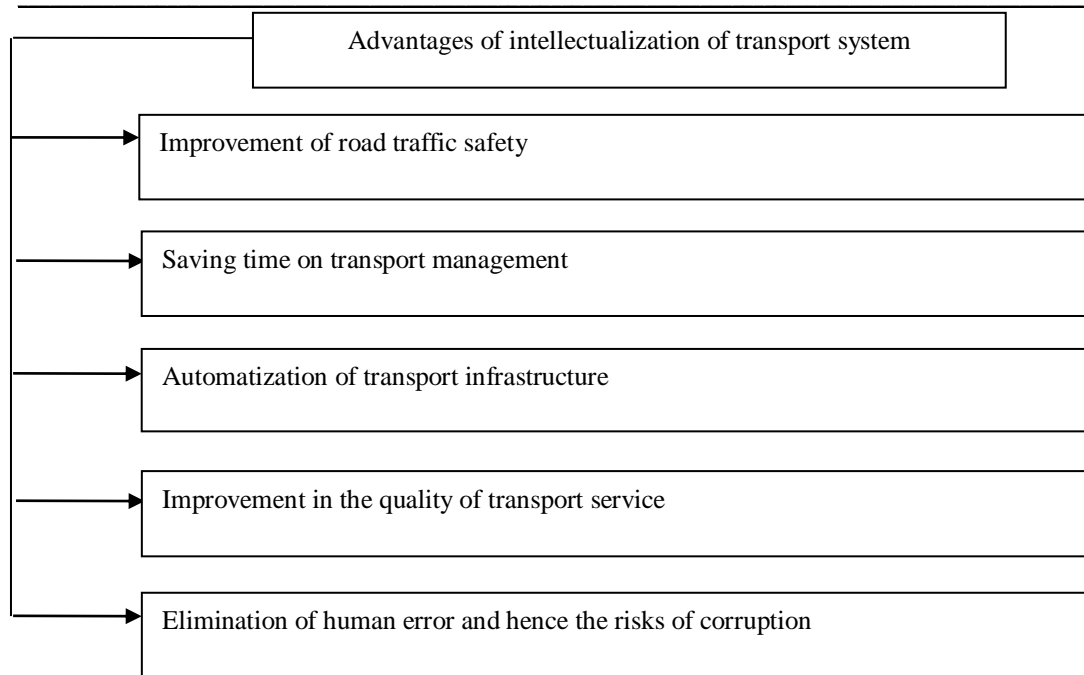 Advantages of intellectualization of transport system
Improvement of road traffic safety
Saving time on transport management
Automatization of transport infrastructure
Improvement in the quality of transport service
Elimination of human error and hence the risks of corruption